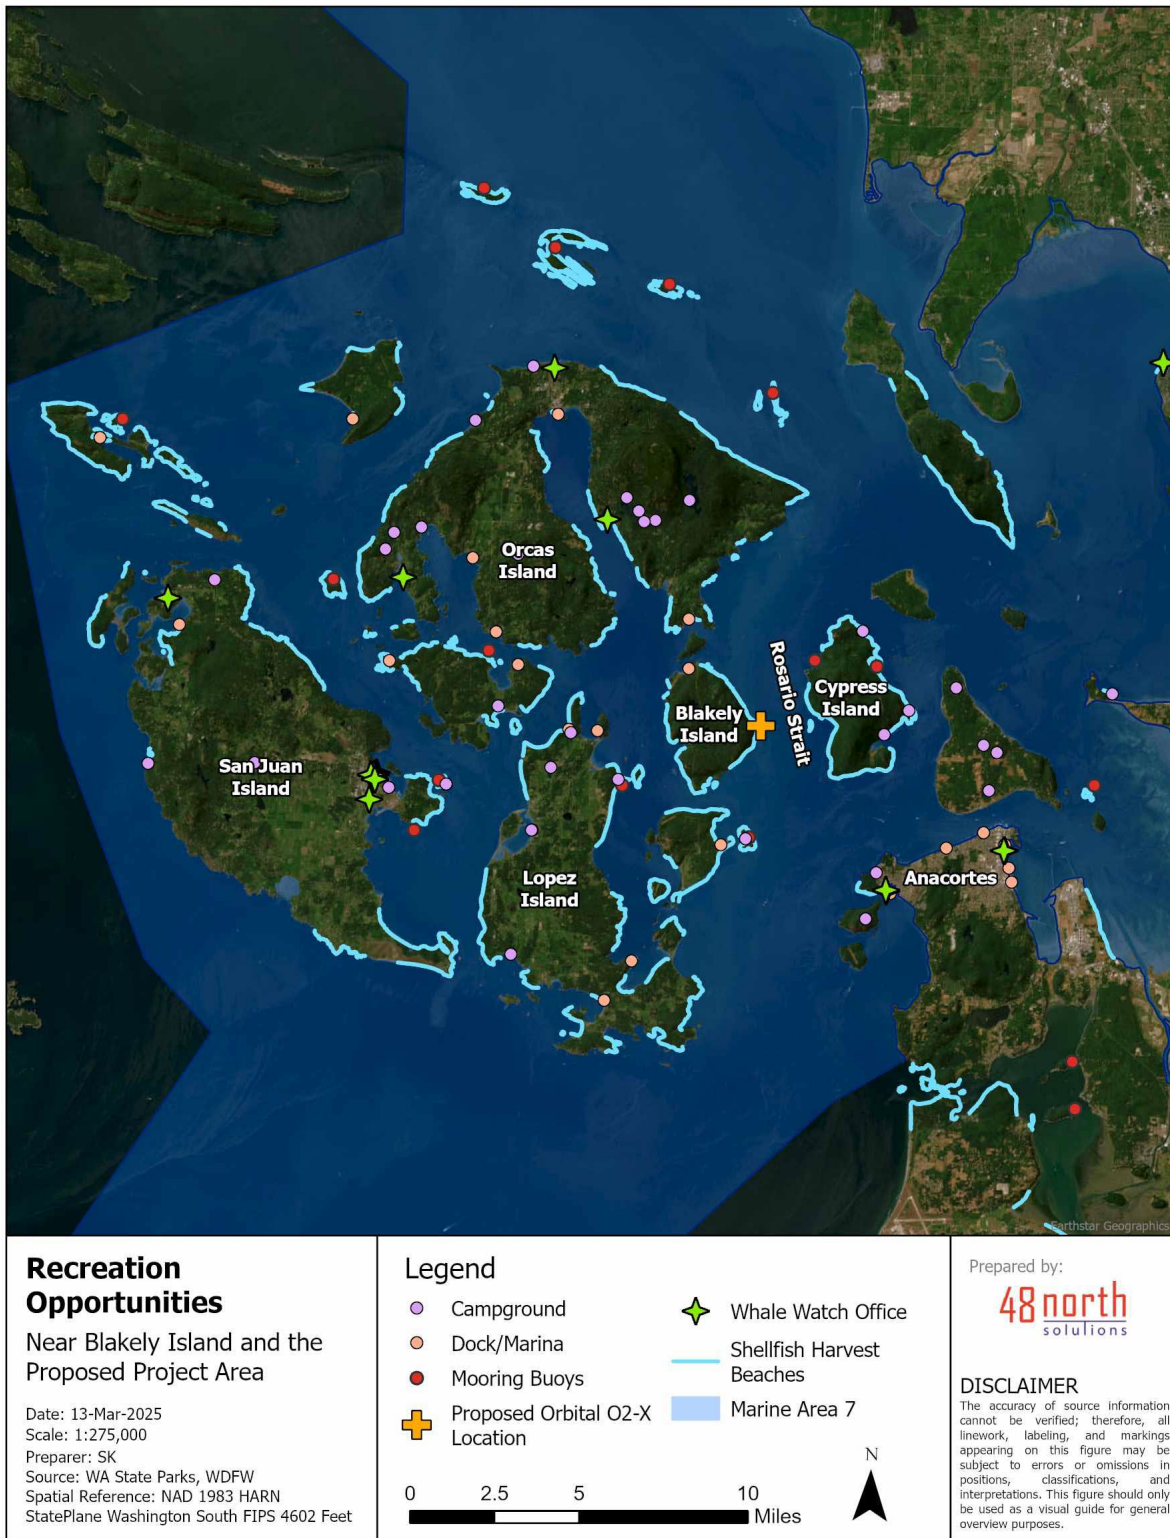 Orcas
Island
Rosario Strait
Cypress
Island
Blakely
Island
San Juan
Island
Lopez
Island
Anacortes
Earthstar Geographics
Recreation
Opportunities
Near Blakely Island and the
Proposed Project Area
Date: 13-Mar-2025
Scale: 1:275,000
Preparer: SK
Source: WA State Parks, WDFW
Spatial Reference: NAD 1983 HARN
StatePlane Washington South FIPS 4602 Feet
Legend
Campground
Dock/Marina
Mooring Buoys
Proposed Orbital O2-X
Location
Whale Watch Office
Shellfish Harvest
Beaches
Marine Area 7
N
0 2.5 5 10
Miles
Prepared by:
48 north
solutions
DISCLAIMER
The accuracy of source information
cannot be verified; therefore, all
linework, labeling, and markings
appearing on this figure may be
subject to errors or omissions in
positions, classifications, and
interpretations. This figure should only
be used as a visual guide for general
overview purposes.